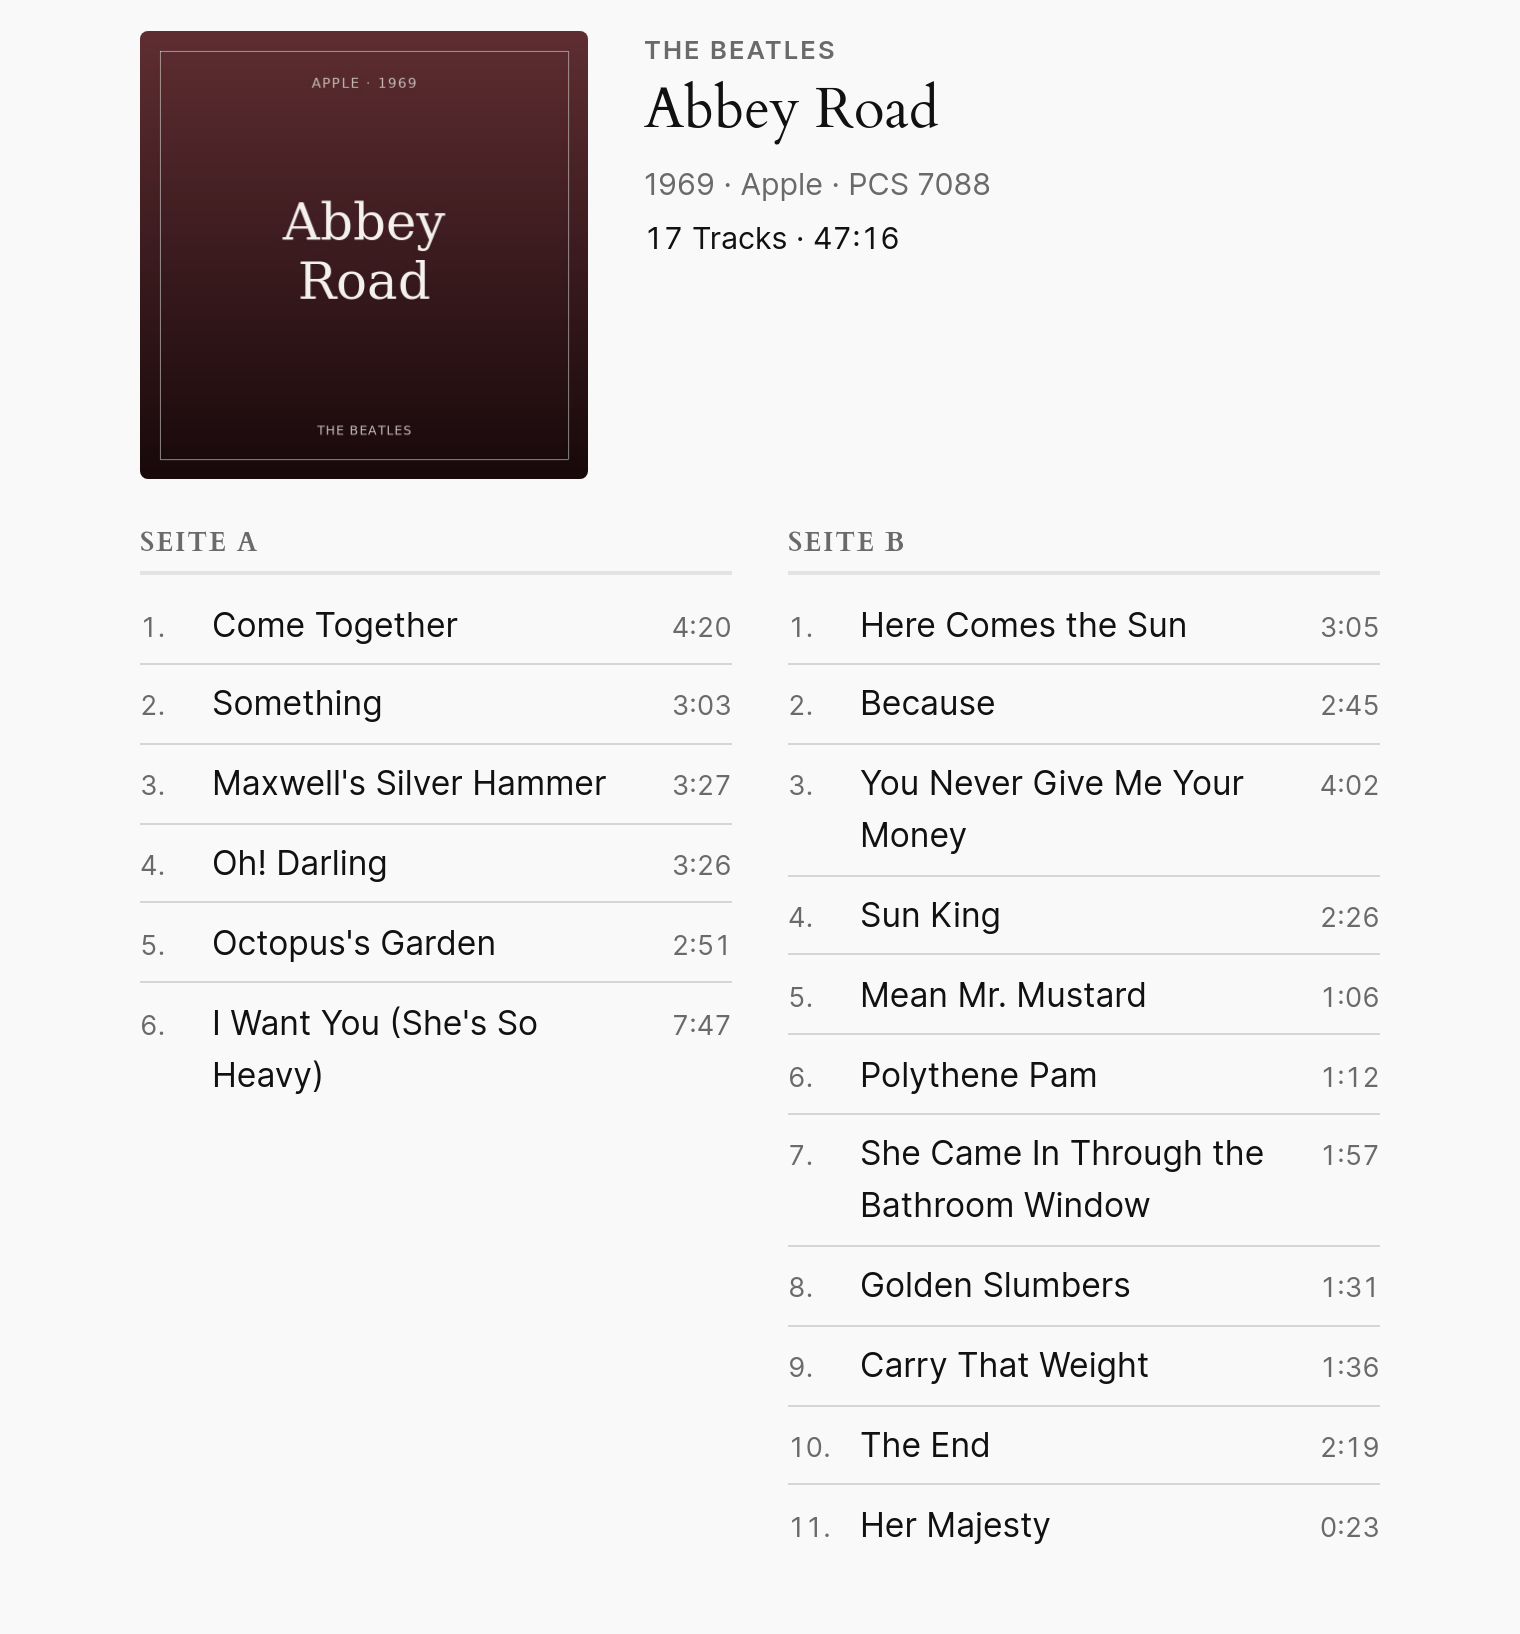 APPLE · 1969
Abbey
Road
THE BEATLES
THE BEATLES
Abbey Road
1969 · Apple · PCS 7088
17 Tracks · 47:16
SEITE A
1. Come Together 4:20
2. Something 3:03
3. Maxwell's Silver Hammer 3:27
4. Oh! Darling 3:26
5. Octopus's Garden 2:51
6. I Want You (She's So 7:47
Heavy)
SEITE B
1. Here Comes the Sun 3:05
2. Because 2:45
3. You Never Give Me Your 4:02
Money
4. Sun King 2:26
5. Mean Mr. Mustard 1:06
6. Polythene Pam 1:12
7. She Came In Through the 1:57
Bathroom Window
8. Golden Slumbers 1:31
9. Carry That Weight 1:36
10. The End 2:19
11. Her Majesty 0:23